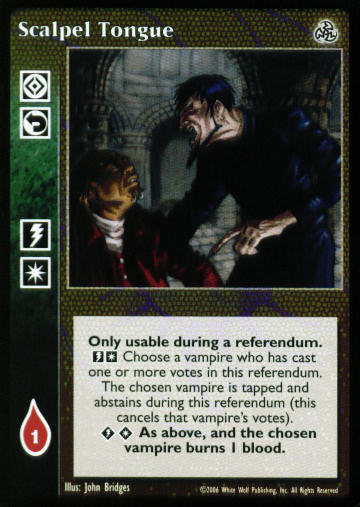 Scalpel Tongue
Only usable during a referendum.
Choose a vampire who has cast
one or more votes in this referendum.
The chosen vampire is tapped and
abstains during this referendum (this
cancels that vampire's votes).
As above, and the chosen
vampire burns 1 blood.
1
Illus: John Bridges
©2006 White Wolf Publishing, Inc. All Rights Reserved